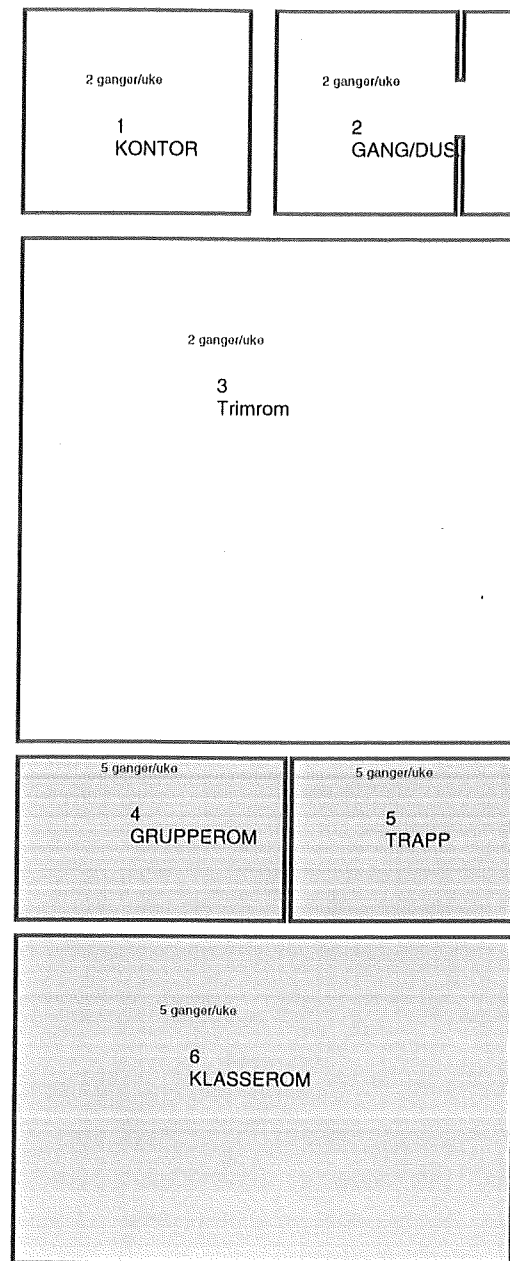 2 ganger/uke
1
KONTOR
2 ganger/uke
2
GANG/DUS
2 ganger/uke
3
Trimrom
5 ganger/uke
4
GRUPPEROM
5 ganger/uke
5
TRAPP
5 ganger/uke
6
KLASSEROM